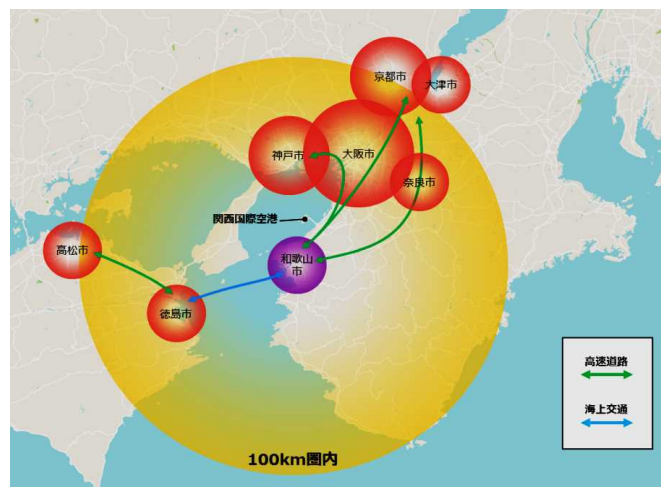 京都市
大津市
神戸市
大阪市
奈良市
関西国際空港
高松市
和歌山
市
徳島市
高速道路
海上交通
100km圏内